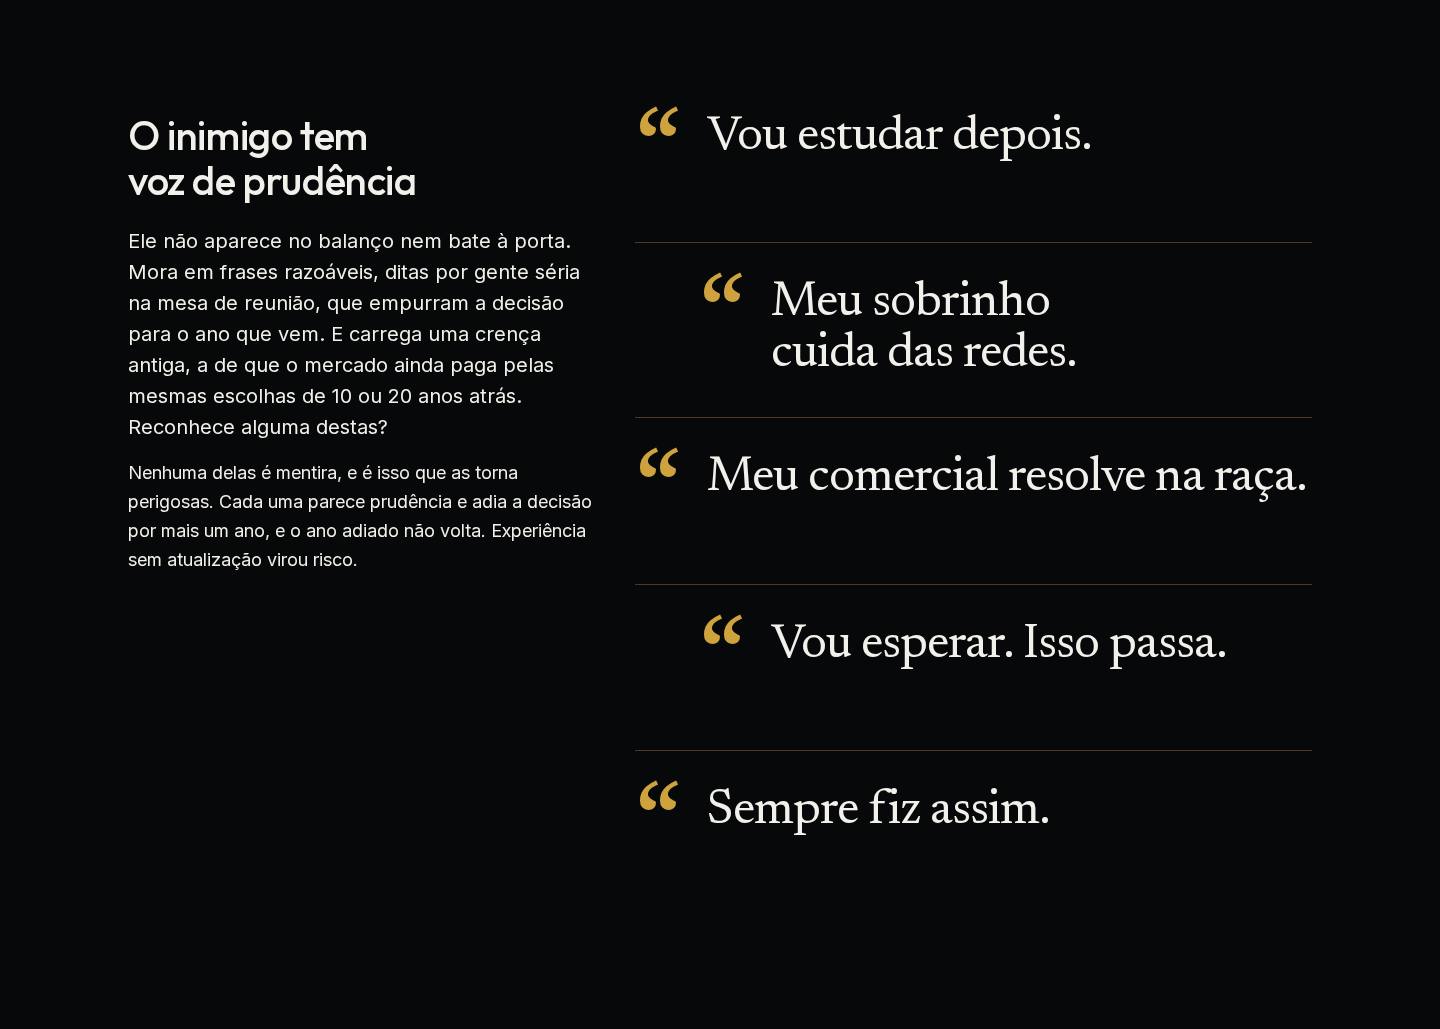 O inimigo tem
voz de prudência
Ele não aparece no balanço nem bate à porta.
Mora em frases razoáveis, ditas por gente séria
na mesa de reunião, que empurram a decisão
para o ano que vem. E carrega uma crença
antiga, a de que o mercado ainda paga pelas
mesmas escolhas de 10 ou 20 anos atrás.
Reconhece alguma destas?
Nenhuma delas é mentira, e é isso que as torna
perigosas. Cada uma parece prudência e adia a decisão
por mais um ano, e o ano adiado não volta. Experiência
sem atualização virou risco.
“ Vou estudar depois.
“ Meu sobrinho
cuida das redes.
“ Meu comercial resolve na raça.
“ Vou esperar. Isso passa.
“ Sempre fiz assim.